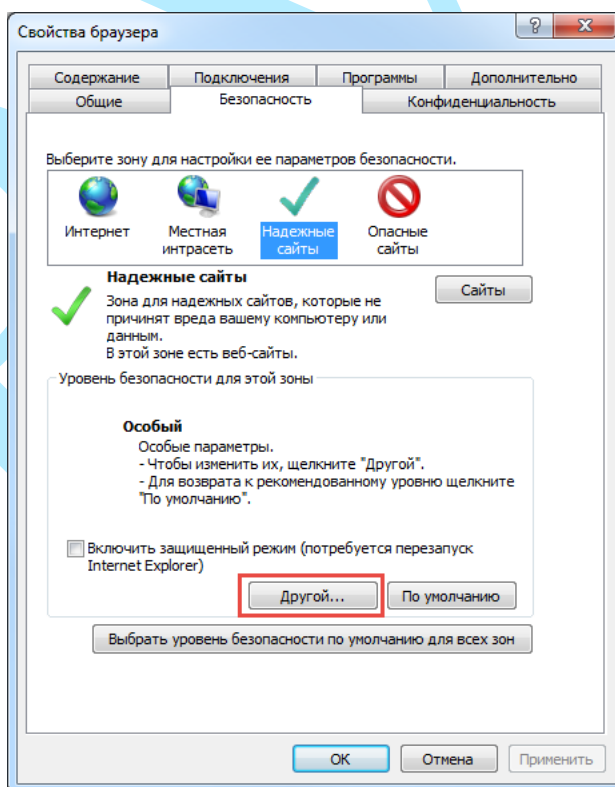 Свойства браузера
Содержание Подключения Программы Дополнительно
Общие Безопасность Конфиденциальность
Выберите зону для настройки ее параметров безопасности.
Интернет Местная интрасеть Надежные сайты Опасные сайты
Надежные сайты
Сайты
Зона для надежных сайтов, которые не
причинят вреда вашему компьютеру или
данным.
В этой зоне есть веб-сайты.
Уровень безопасности для этой зоны
Особый
Особые параметры.
- Чтобы изменить их, щелкните "Другой".
- Для возврата к рекомендованному уровню щелкните
"По умолчанию".
Включить защищенный режим (потребуется перезапуск
Internet Explorer)
Другой... По умолчанию
Выбрать уровень безопасности по умолчанию для всех зон
ОК Отмена Применить